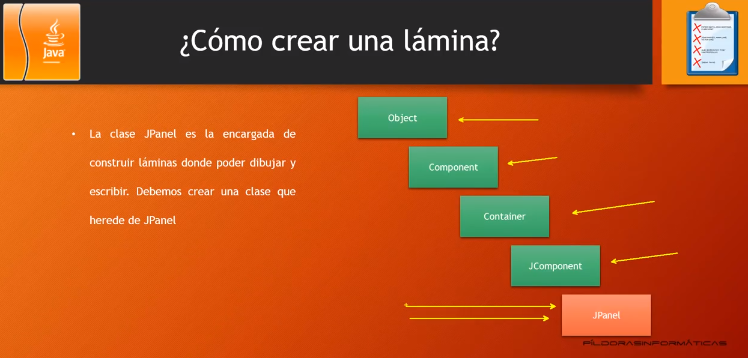 ¿Cómo crear una lámina?
Java
• La clase JPanel es la encargada de
construir láminas donde poder dibujar y
escribir. Debemos crear una clase que
herede de JPanel
Object
Component
Container
JComponent
JPanel
PÍLDORASINFORMÁTICAS